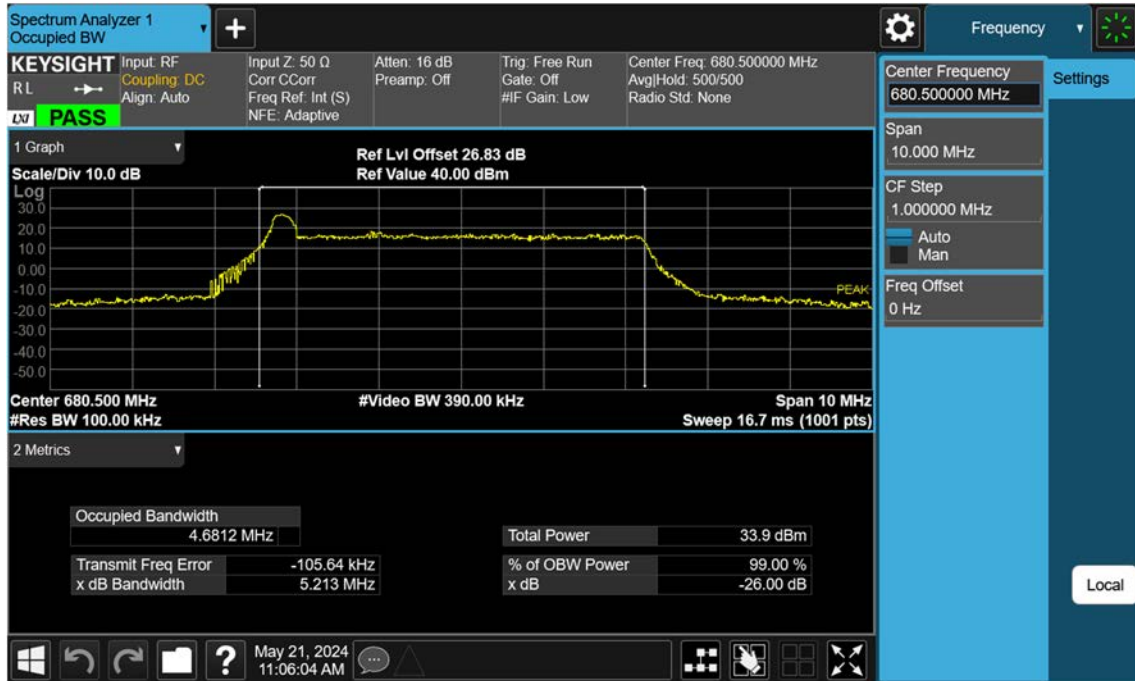 Spectrum Analyzer 1
Occupied BW
Frequency
KEYSIGHT
R L
LXI PASS
Input: RF
Coupling: DC
Align: Auto
Input Z: 50 Ω
Corr CCorr
Freq Ref: Int (S)
NFE: Adaptive
Atten: 16 dB
Preamp: Off
Trig: Free Run
Gate: Off
#IF Gain: Low
Center Freq: 680.500000 MHz
Avg|Hold: 500/500
Radio Std: None
1 Graph
Scale/Div 10.0 dB
Ref Lvl Offset 26.83 dB
Ref Value 40.00 dBm
Log
30.0
20.0
10.0
0.00
-10.0
-20.0
-30.0
-40.0
-50.0
PEAK
Center 680.500 MHz
#Video BW 390.00 kHz
Span 10 MHz
#Res BW 100.00 kHz
Sweep 16.7 ms (1001 pts)
2 Metrics
Occupied Bandwidth
4.6812 MHz
Total Power 33.9 dBm
Transmit Freq Error -105.64 kHz
% of OBW Power 99.00 %
x dB Bandwidth 5.213 MHz
x dB -26.00 dB
?
May 21, 2024
11:06:04 AM
Center Frequency
680.500000 MHz
Settings
Span
10.000 MHz
CF Step
1.000000 MHz
Auto
Man
Freq Offset
0 Hz
Local